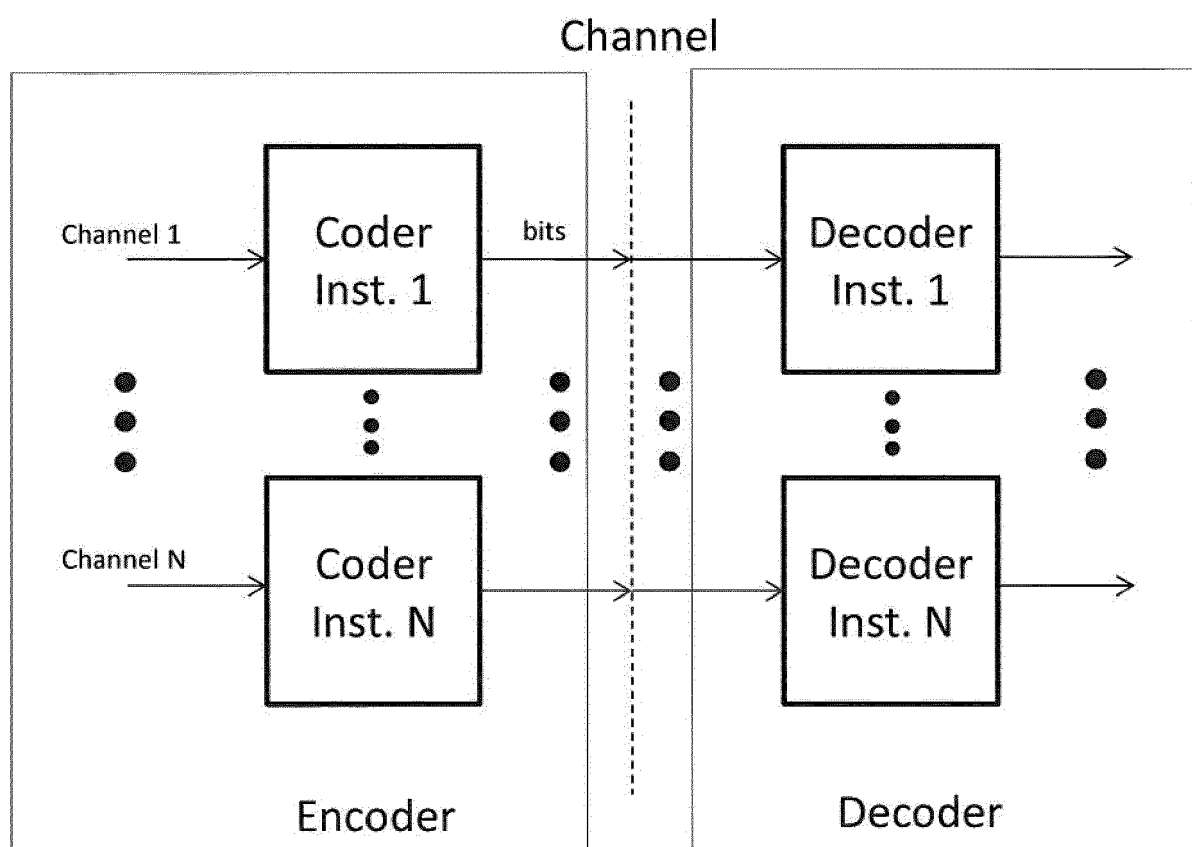 Channel
Channel 1
Coder
Inst. 1
bits
Decoder
Inst. 1
Channel N
Coder
Inst. N
Decoder
Inst. N
Encoder
Decoder